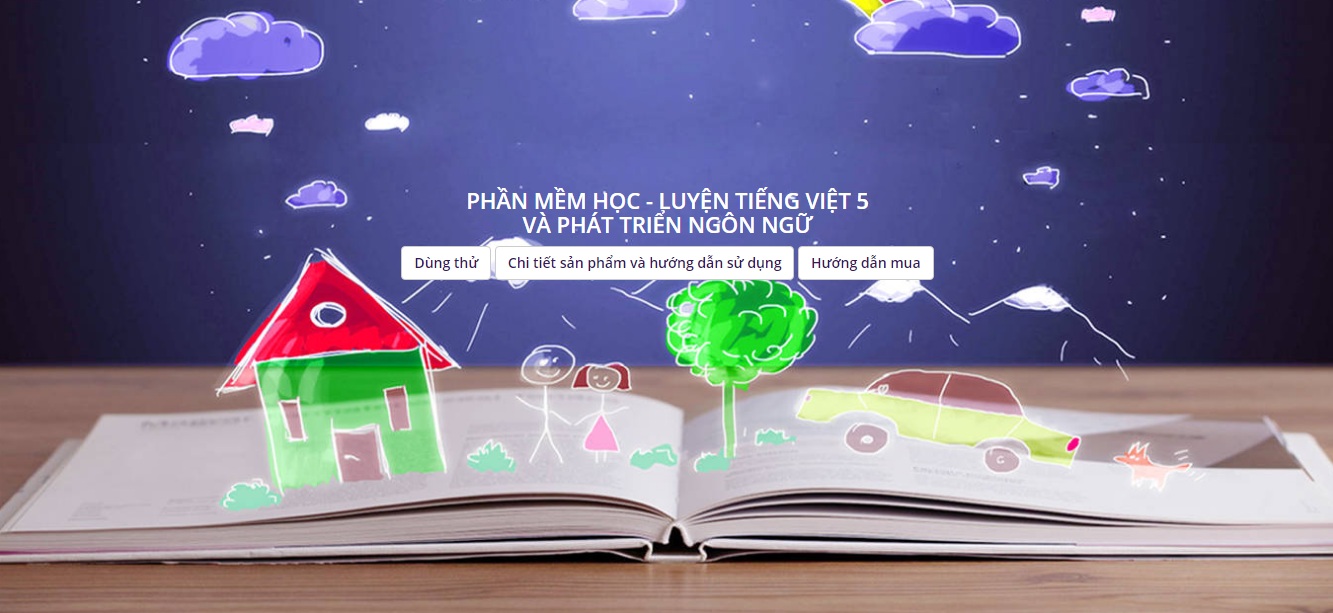 PHẦN MỀM HỌC - LUYỆN TIẾNG VIỆT 5
VÀ PHÁT TRIỂN NGÔN NGỮ
Dùng thử
Chi tiết sản phẩm và hướng dẫn sử dụng
Hướng dẫn mua